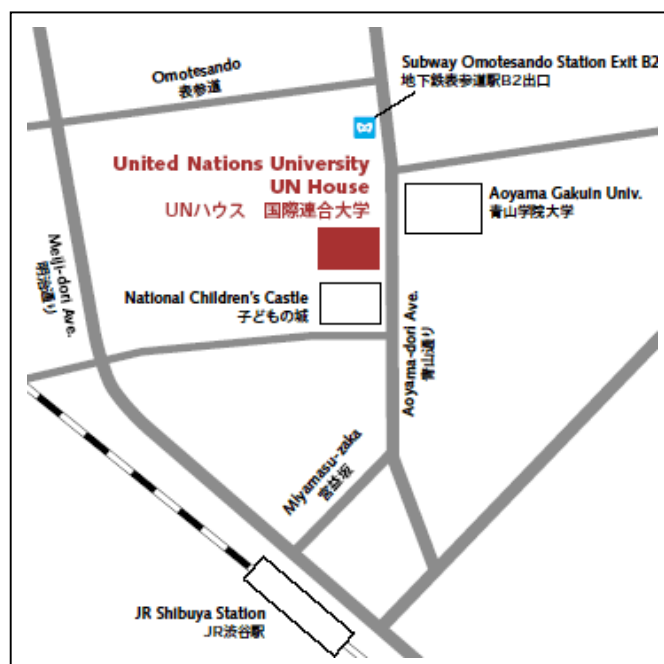 Omotesando
表参道
Subway Omotesando Station Exit B2
地下鉄表参道駅B2出口
United Nations University
UN House
UNハウス 国際連合大学
Aoyama Gakuin Univ.
青山学院大学
Meiji-dori Ave.
明治通り
National Children's Castle
子どもの城
Aoyama-dori Ave.
青山通り
Miyamasu-zaka
宮益坂
JR Shibuya Station
JR渋谷駅